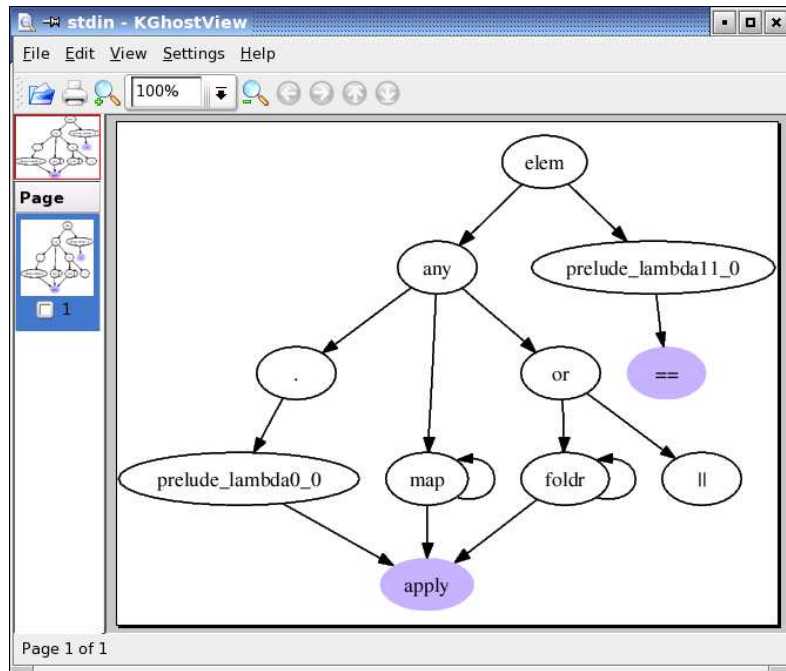 stdin - KGhostView
File Edit View Settings Help
100%
Page
1
elem
any
prelude_lambda11_0
.
or
==
prelude_lambda0_0
map
foldr
||
apply
Page 1 of 1